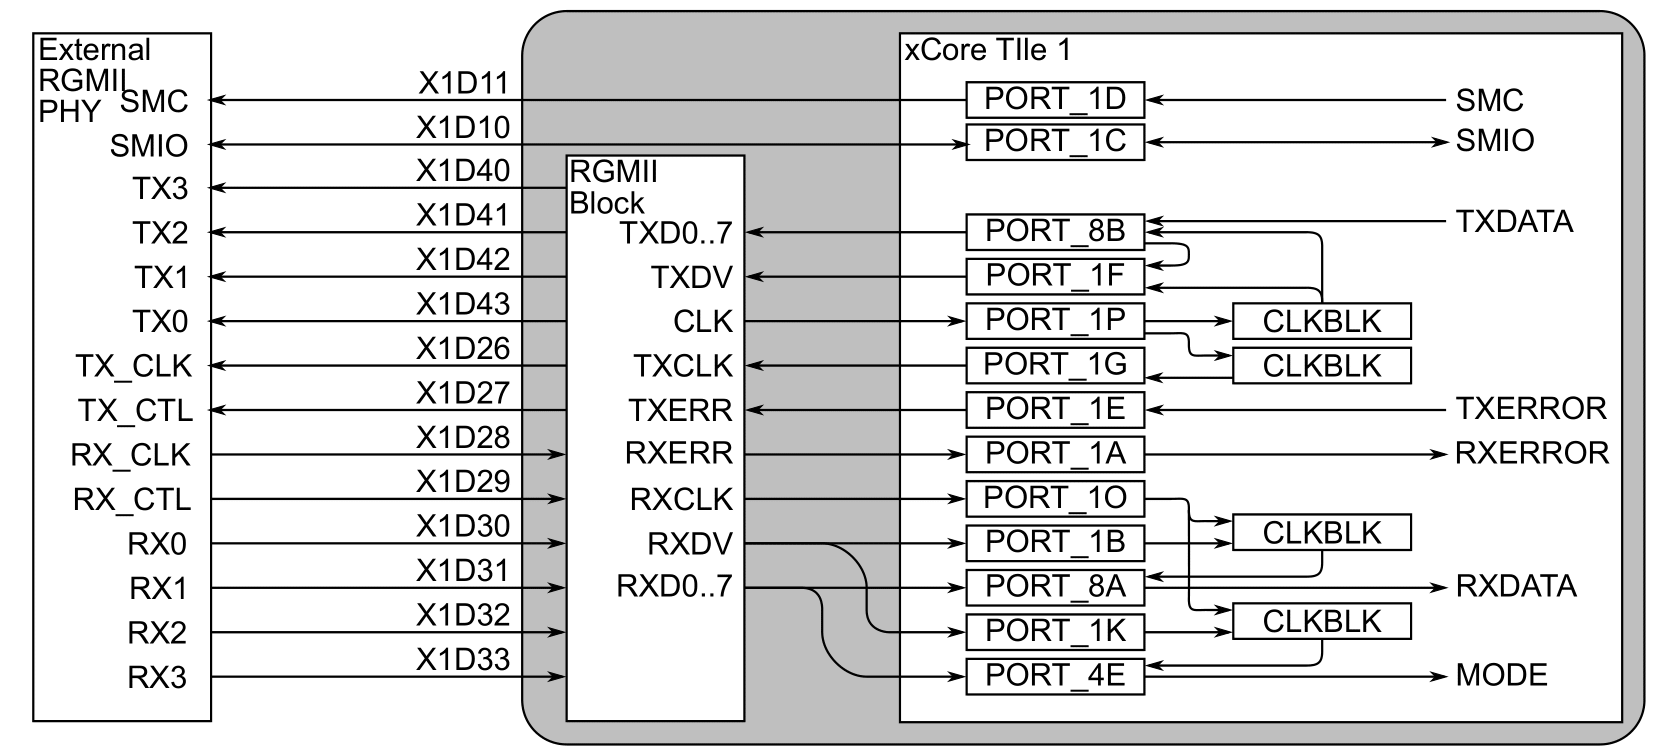 External
RGMII
PHY
SMC
SMIO
TX3
TX2
TX1
TX0
TX_CLK
TX_CTL
RX_CLK
RX_CTL
RX0
RX1
RX2
RX3
X1D11
X1D10
X1D40
X1D41
X1D42
X1D43
X1D26
X1D27
X1D28
X1D29
X1D30
X1D31
X1D32
X1D33
RGMII
Block
TXD0..7
TXDV
CLK
TXCLK
TXERR
RXERR
RXCLK
RXDV
RXD0..7
xCore TIle 1
PORT_1D
PORT_1C
PORT_8B
PORT_1F
PORT_1P
PORT_1G
PORT_1E
PORT_1A
PORT_1O
PORT_1B
PORT_8A
PORT_1K
PORT_4E
CLKBLK
CLKBLK
CLKBLK
CLKBLK
SMC
SMIO
TXDATA
TXERROR
RXERROR
RXDATA
MODE